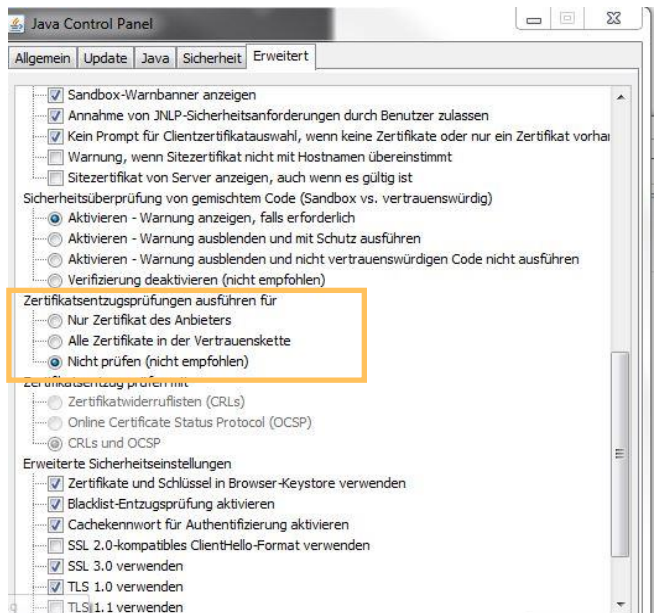 Java Control Panel
Allgemein Update Java Sicherheit Erweitert
Sandbox-Warnbanner anzeigen
Annahme von JNLP-Sicherheitsanforderungen durch Benutzer zulassen
Kein Prompt für Clientzertifikatauswahl, wenn keine Zertifikate oder nur ein Zertifikat vorhar
Warnung, wenn Sitezertifikat nicht mit Hostnamen übereinstimmt
Sitezertifikat von Server anzeigen, auch wenn es gültig ist
Sicherheitsüberprüfung von gemischtem Code (Sandbox vs. vertrauenswürdig)
Aktivieren - Warnung anzeigen, falls erforderlich
Aktivieren - Warnung ausblenden und mit Schutz ausführen
Aktivieren - Warnung ausblenden und nicht vertrauenswürdigen Code nicht ausführen
Verifizierung deaktivieren (nicht empfohlen)
Zertifikatsentzugsprüfungen ausführen für
Nur Zertifikat des Anbieters
Alle Zertifikate in der Vertrauenskette
Nicht prüfen (nicht empfohlen)
Zertifikatsentzug prüfen mit
Zertifikatwiderruflisten (CRLs)
Online Certificate Status Protocol (OCSP)
CRLs und OCSP
Erweiterte Sicherheitseinstellungen
Zertifikate und Schlüssel in Browser-Keystore verwenden
Blacklist-Entzugsprüfung aktivieren
Cachekennwort für Authentifizierung aktivieren
SSL 2.0-kompatibles ClientHello-Format verwenden
SSL 3.0 verwenden
TLS 1.0 verwenden
TLS 1.1 verwenden